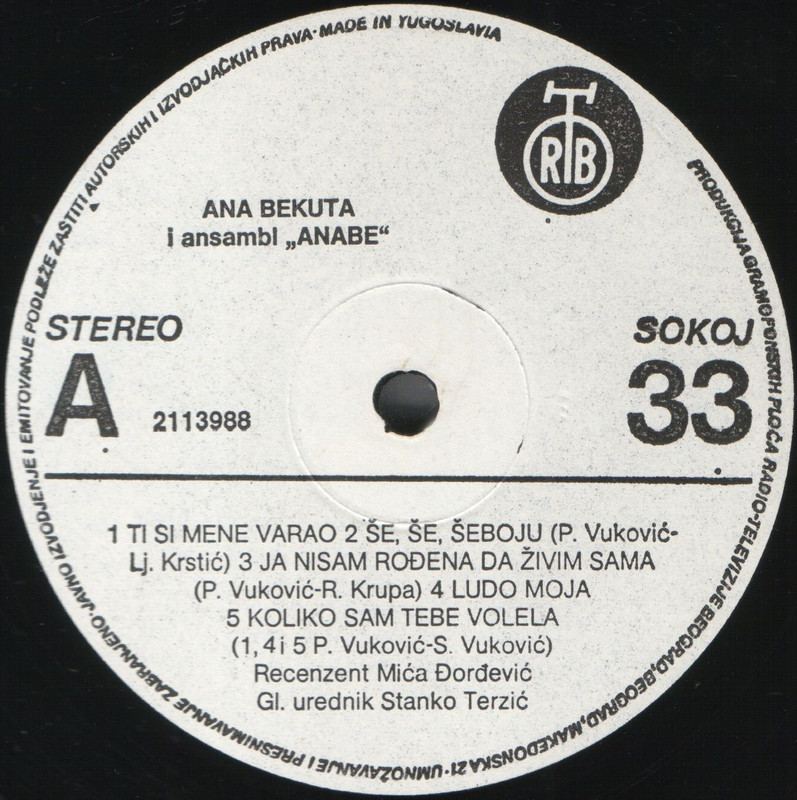 PRODUKCIJA GRAMOFONSKIH PLOČA RADIO-TELEVIZIJE BEOGRAD, BEOGRAD, MAKEDONSKA 21 · UMNOŽAVANJE I PRESNIMAVANJE ZABRANJENO · JAVNO IZVODJENJE I EMITOVANJE PODLEŽE ZAŠTITI AUTORSKIH I IZVODJAČKIH PRAVA · MADE IN YUGOSLAVIA
RTB
ANA BEKUTA
i ansambl „ANABE“
STEREO
SOKOJ
A
2113988
33
1 TI SI MENE VARAO 2 ŠE, ŠE, ŠEBOJU (P. Vuković-
Lj. Krstić) 3 JA NISAM ROĐENA DA ŽIVIM SAMA
(P. Vuković-R. Krupa) 4 LUDO MOJA
5 KOLIKO SAM TEBE VOLELA
(1, 4 i 5 P. Vuković-S. Vuković)
Recenzent Mića Đorđević
Gl. urednik Stanko Terzić